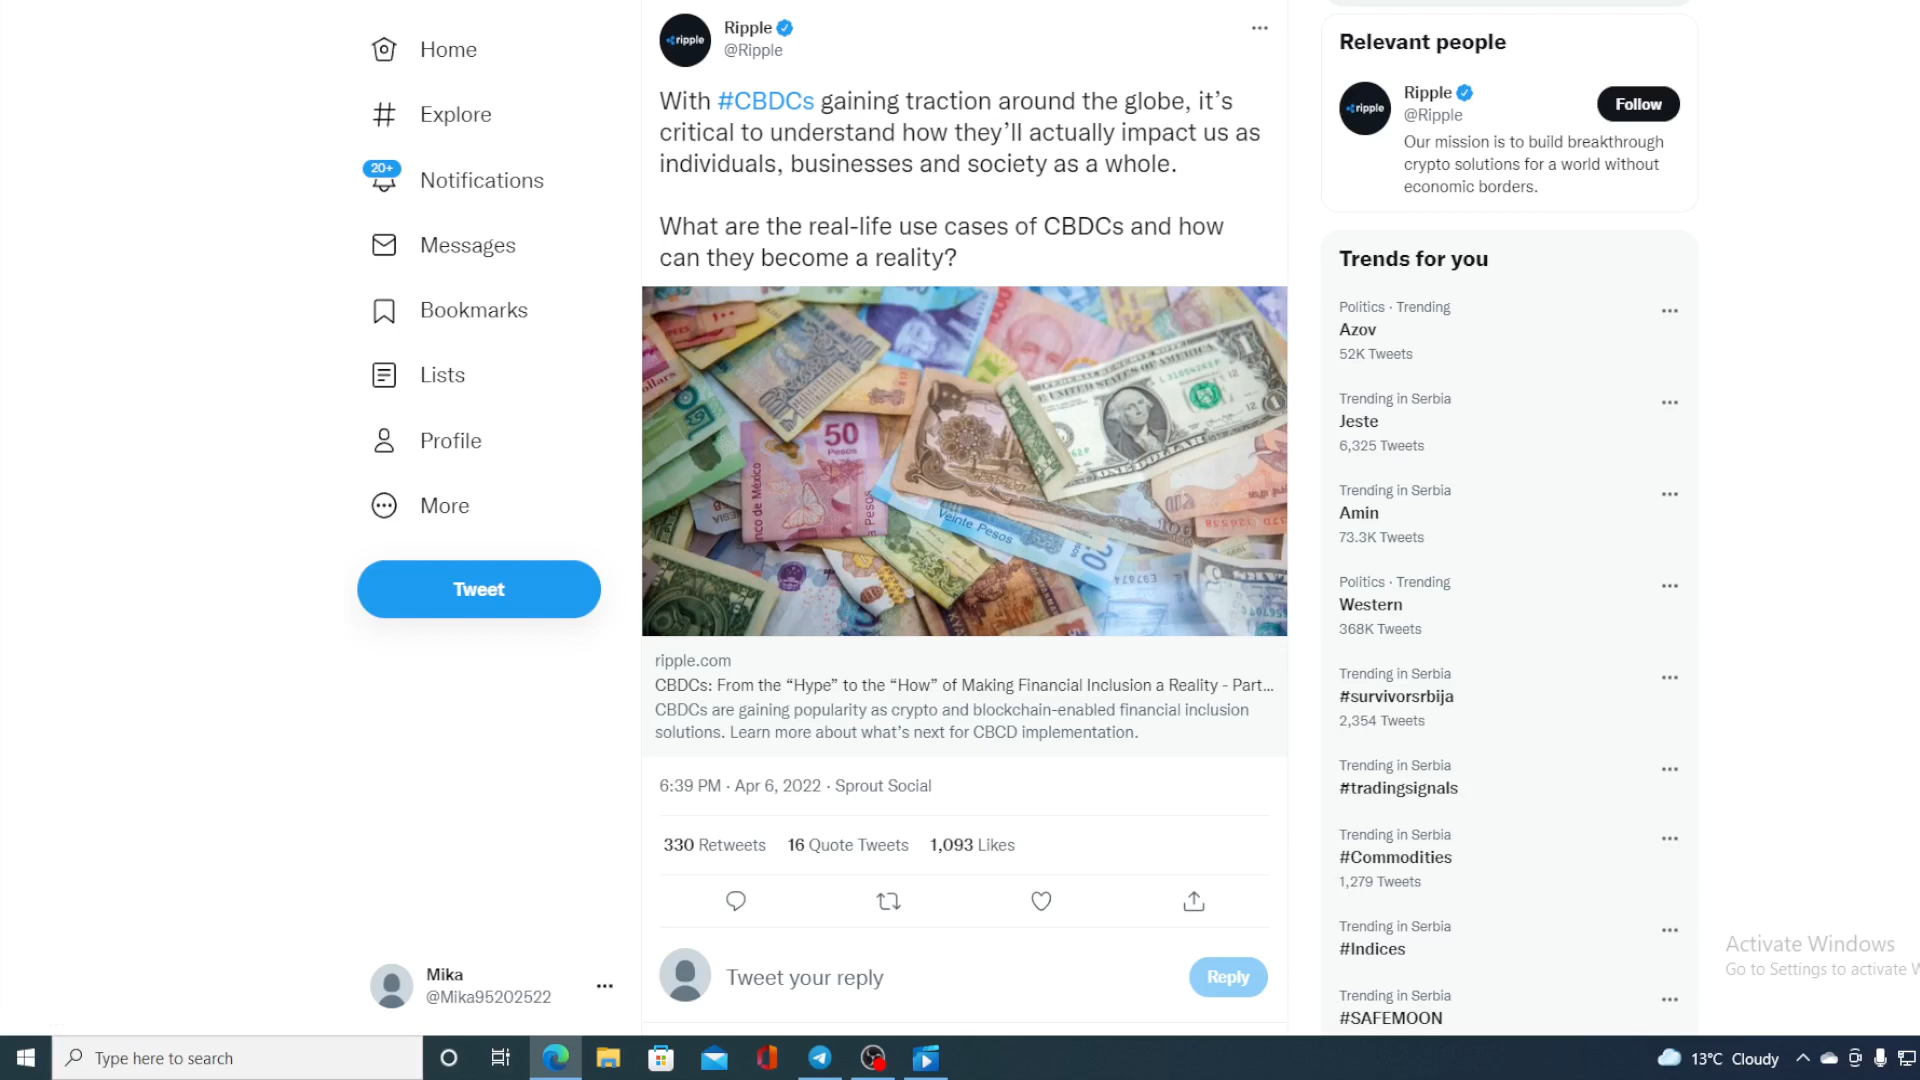 Home
Explore
20+
Notifications
Messages
Bookmarks
Lists
Profile
More
Tweet
Mika
@Mika95202522
ripple
Ripple
@Ripple
With #CBDCs gaining traction around the globe, it’s
critical to understand how they’ll actually impact us as
individuals, businesses and society as a whole.
What are the real-life use cases of CBDCs and how
can they become a reality?
50
Pesos
Veinte Pesos
20
ripple.com
CBDCs: From the “Hype” to the “How” of Making Financial Inclusion a Reality - Part...
CBDCs are gaining popularity as crypto and blockchain-enabled financial inclusion
solutions. Learn more about what’s next for CBCD implementation.
6:39 PM · Apr 6, 2022 · Sprout Social
330 Retweets 16 Quote Tweets 1,093 Likes
Tweet your reply
Reply
Relevant people
ripple
Ripple
@Ripple
Follow
Our mission is to build breakthrough
crypto solutions for a world without
economic borders.
Trends for you
Politics · Trending
Azov
52K Tweets
Trending in Serbia
Jeste
6,325 Tweets
Trending in Serbia
Amin
73.3K Tweets
Politics · Trending
Western
368K Tweets
Trending in Serbia
#survivorsrbija
2,354 Tweets
Trending in Serbia
#tradingsignals
Trending in Serbia
#Commodities
1,279 Tweets
Trending in Serbia
#Indices
Trending in Serbia
#SAFEMOON
Activate Windows
Go to Settings to activate W
Type here to search
13°C Cloudy